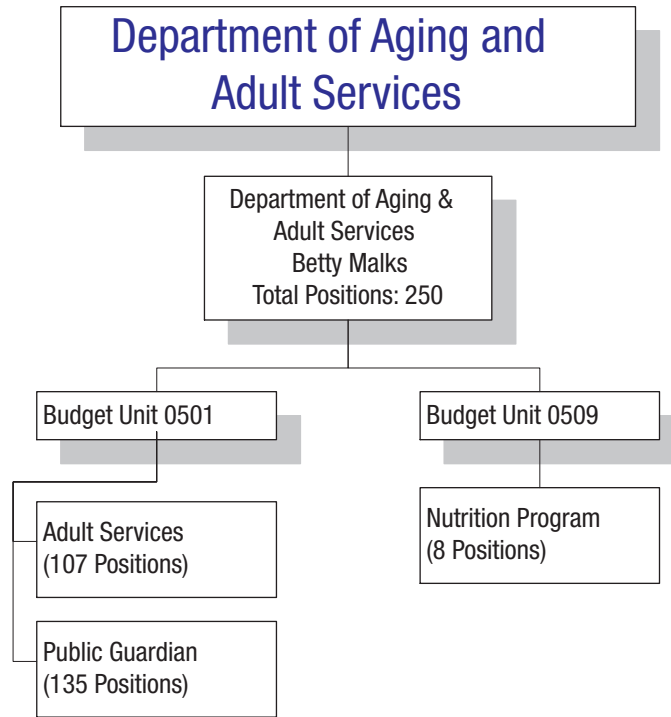 Department of Aging and
Adult Services
Department of Aging &
Adult Services
Betty Malks
Total Positions: 250
Budget Unit 0501
Budget Unit 0509
Adult Services
(107 Positions)
Nutrition Program
(8 Positions)
Public Guardian
(135 Positions)